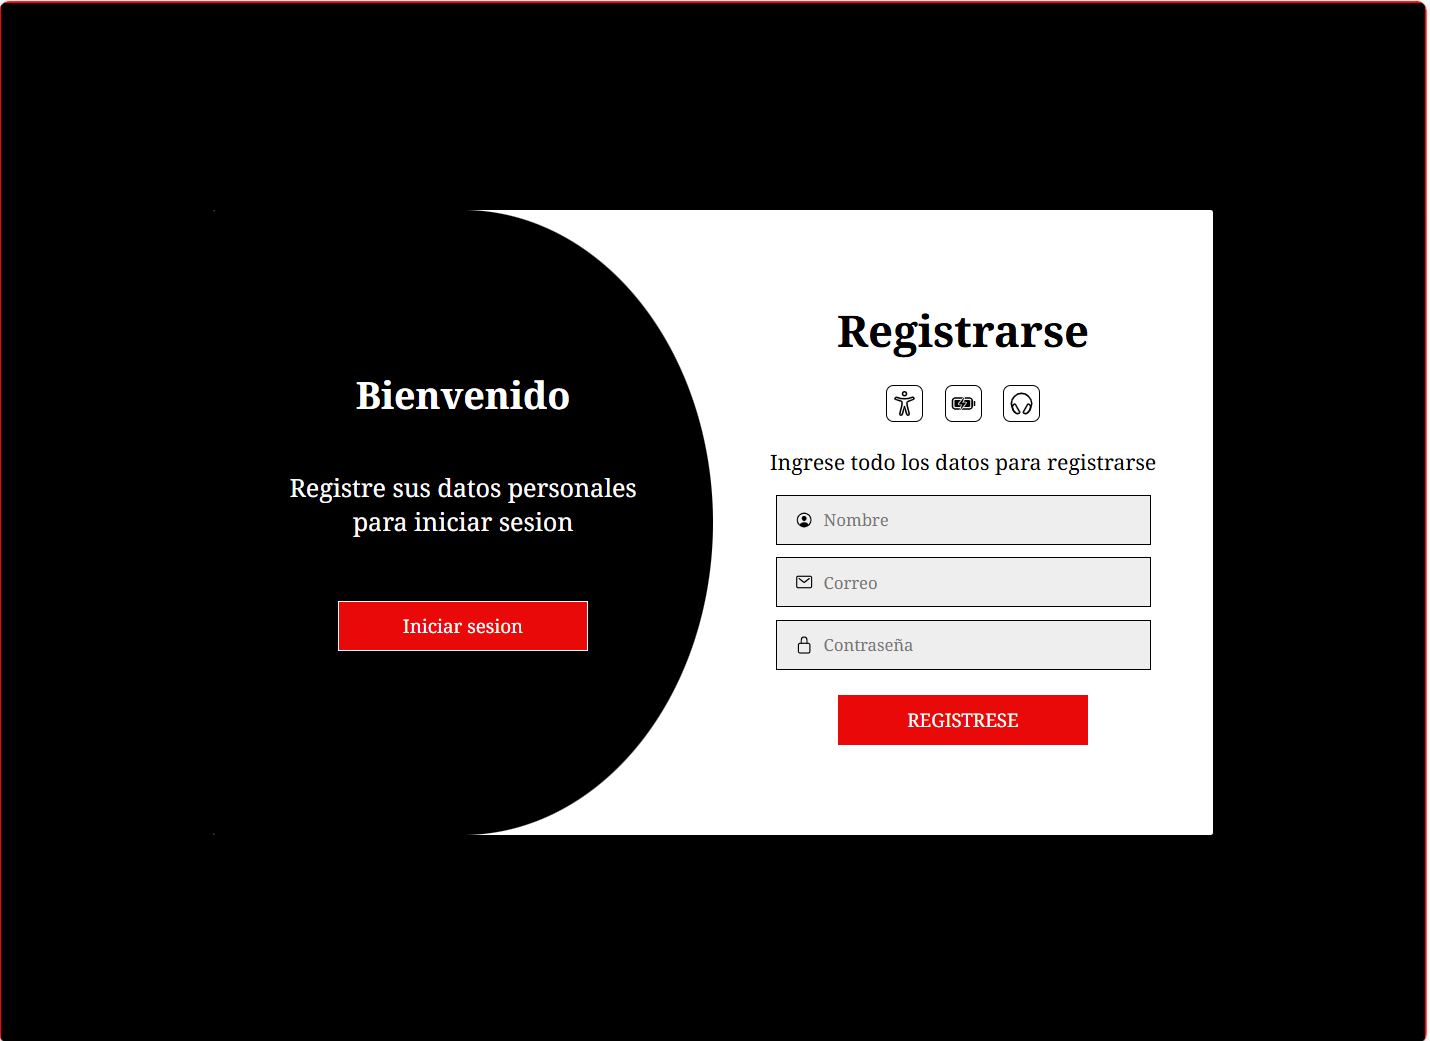 Bienvenido
Registre sus datos personales
para iniciar sesion
Iniciar sesion
Registrarse
Ingrese todo los datos para registrarse
Nombre
Correo
Contraseña
REGISTRESE